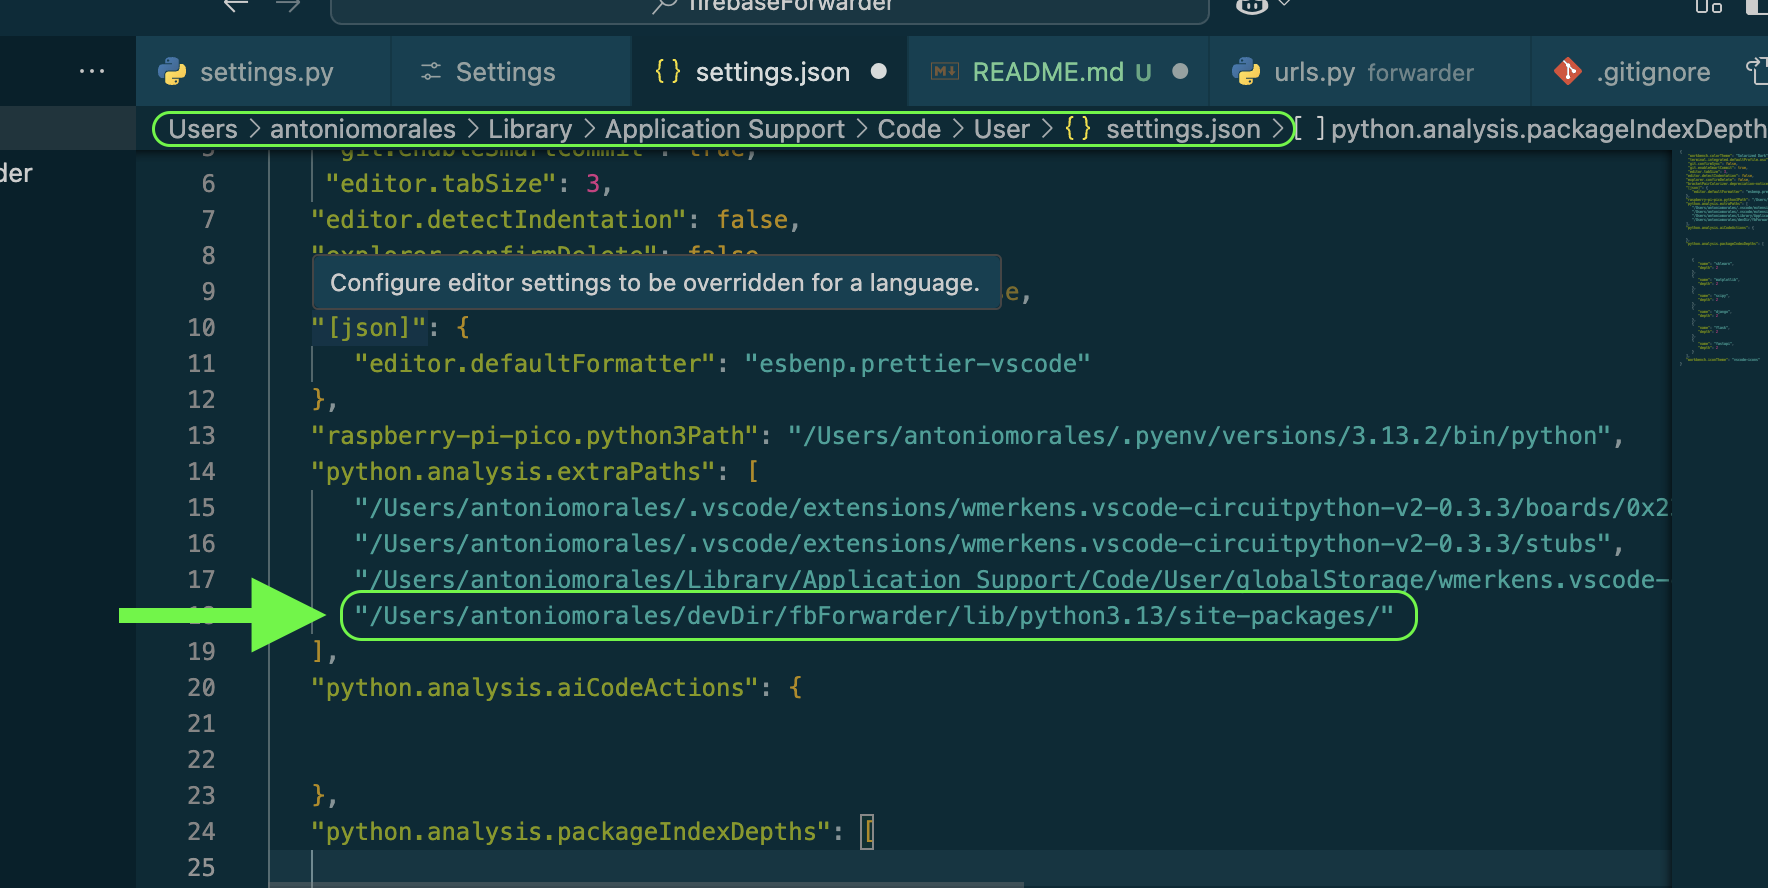 firebaseForwarder
settings.py
Settings
{} settings.json
README.md U
urls.py forwarder
.gitignore
Users > antoniomorales > Library > Application Support > Code > User > {} settings.json > [ ] python.analysis.packageIndexDepth
der
"git.enableSmartCommit": true,
6 "editor.tabSize": 3,
7 "editor.detectIndentation": false,
8 "explorer.confirmDelete": false
Configure editor settings to be overridden for a language.
9 e,
10 "[json]": {
11 "editor.defaultFormatter": "esbenp.prettier-vscode"
12 },
13 "raspberry-pi-pico.python3Path": "/Users/antoniomorales/.pyenv/versions/3.13.2/bin/python",
14 "python.analysis.extraPaths": [
15 "/Users/antoniomorales/.vscode/extensions/wmerkens.vscode-circuitpython-v2-0.3.3/boards/0x2
16 "/Users/antoniomorales/.vscode/extensions/wmerkens.vscode-circuitpython-v2-0.3.3/stubs",
17 "/Users/antoniomorales/Library/Application Support/Code/User/globalStorage/wmerkens.vscode-
18 "/Users/antoniomorales/devDir/fbForwarder/lib/python3.13/site-packages/"
19 ],
20 "python.analysis.aiCodeActions": {
21
22
23 },
24 "python.analysis.packageIndexDepths": [
25